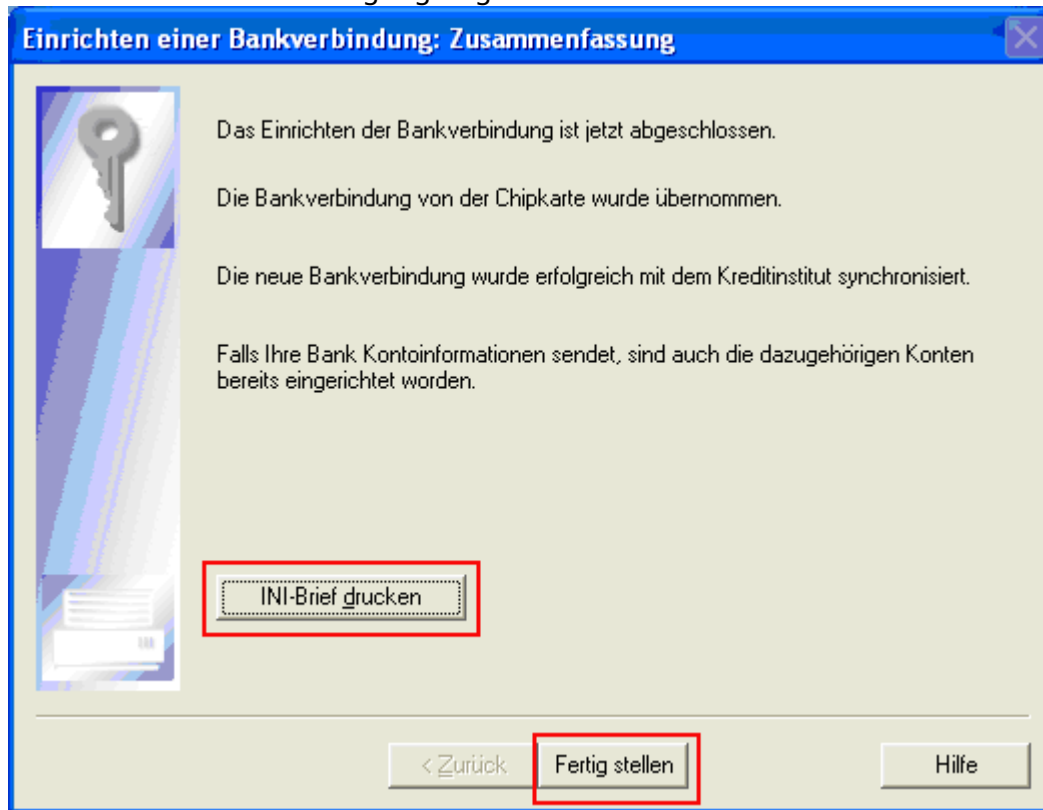 Einrichten einer Bankverbindung: Zusammenfassung
Das Einrichten der Bankverbindung ist jetzt abgeschlossen.
Die Bankverbindung von der Chipkarte wurde übernommen.
Die neue Bankverbindung wurde erfolgreich mit dem Kreditinstitut synchronisiert.
Falls Ihre Bank Kontoinformationen sendet, sind auch die dazugehörigen Konten
bereits eingerichtet worden.
INI-Brief drucken
< Zurück
Fertig stellen
Hilfe